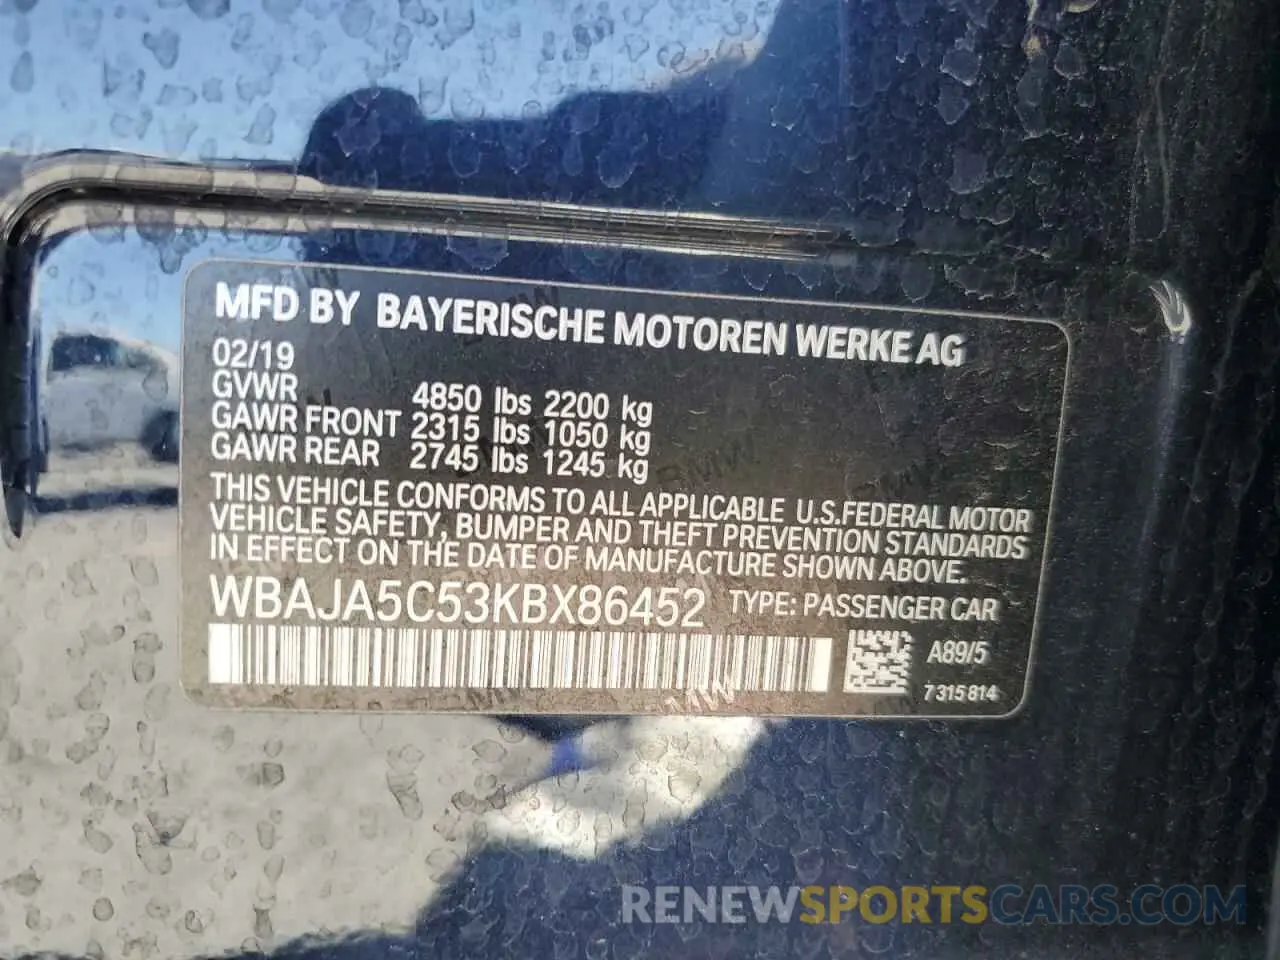 MFD BY BAYERISCHE MOTOREN WERKE AG
02/19
GVWR 4850 lbs 2200 kg
GAWR FRONT 2315 lbs 1050 kg
GAWR REAR 2745 lbs 1245 kg
THIS VEHICLE CONFORMS TO ALL APPLICABLE U.S.FEDERAL MOTOR
VEHICLE SAFETY, BUMPER AND THEFT PREVENTION STANDARDS
IN EFFECT ON THE DATE OF MANUFACTURE SHOWN ABOVE.
WBAJA5C53KBX86452 TYPE: PASSENGER CAR
A89/5
7315814
BMW
BMW
RENEWSPORTSCARS.COM